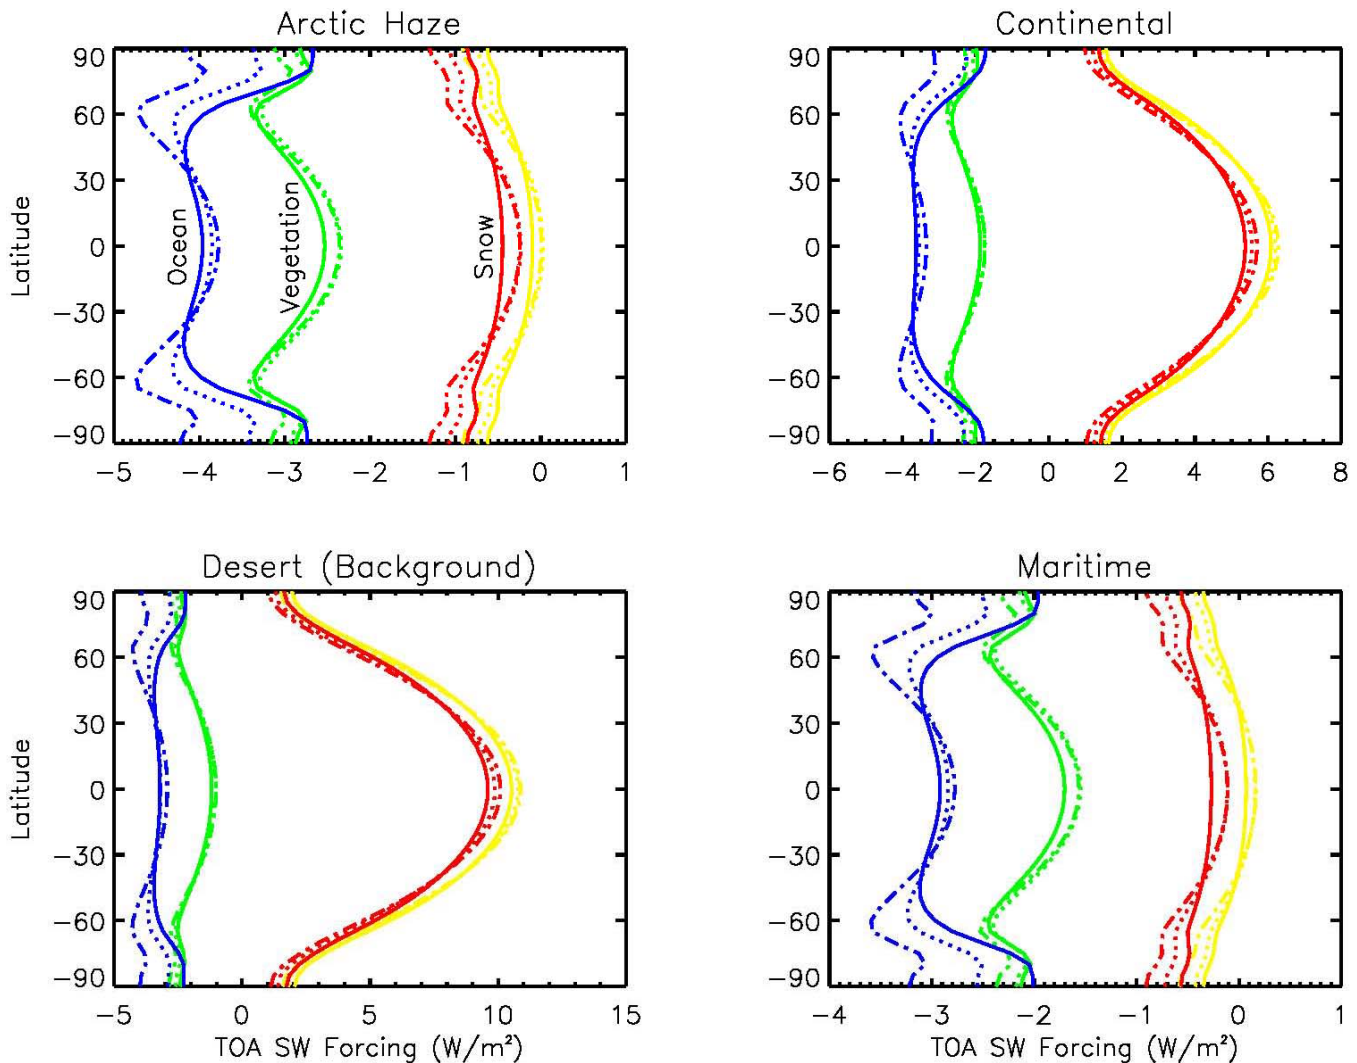 Arctic Haze
Latitude
90
60
30
0
−30
−60
−90
Ocean
Vegetation
Snow
−5 −4 −3 −2 −1 0 1
Continental
90
60
30
0
−30
−60
−90
−6 −4 −2 0 2 4 6 8
Desert (Background)
Latitude
90
60
30
0
−30
−60
−90
−5 0 5 10 15
TOA SW Forcing (W/m²)
Maritime
90
60
30
0
−30
−60
−90
−4 −3 −2 −1 0 1
TOA SW Forcing (W/m²)